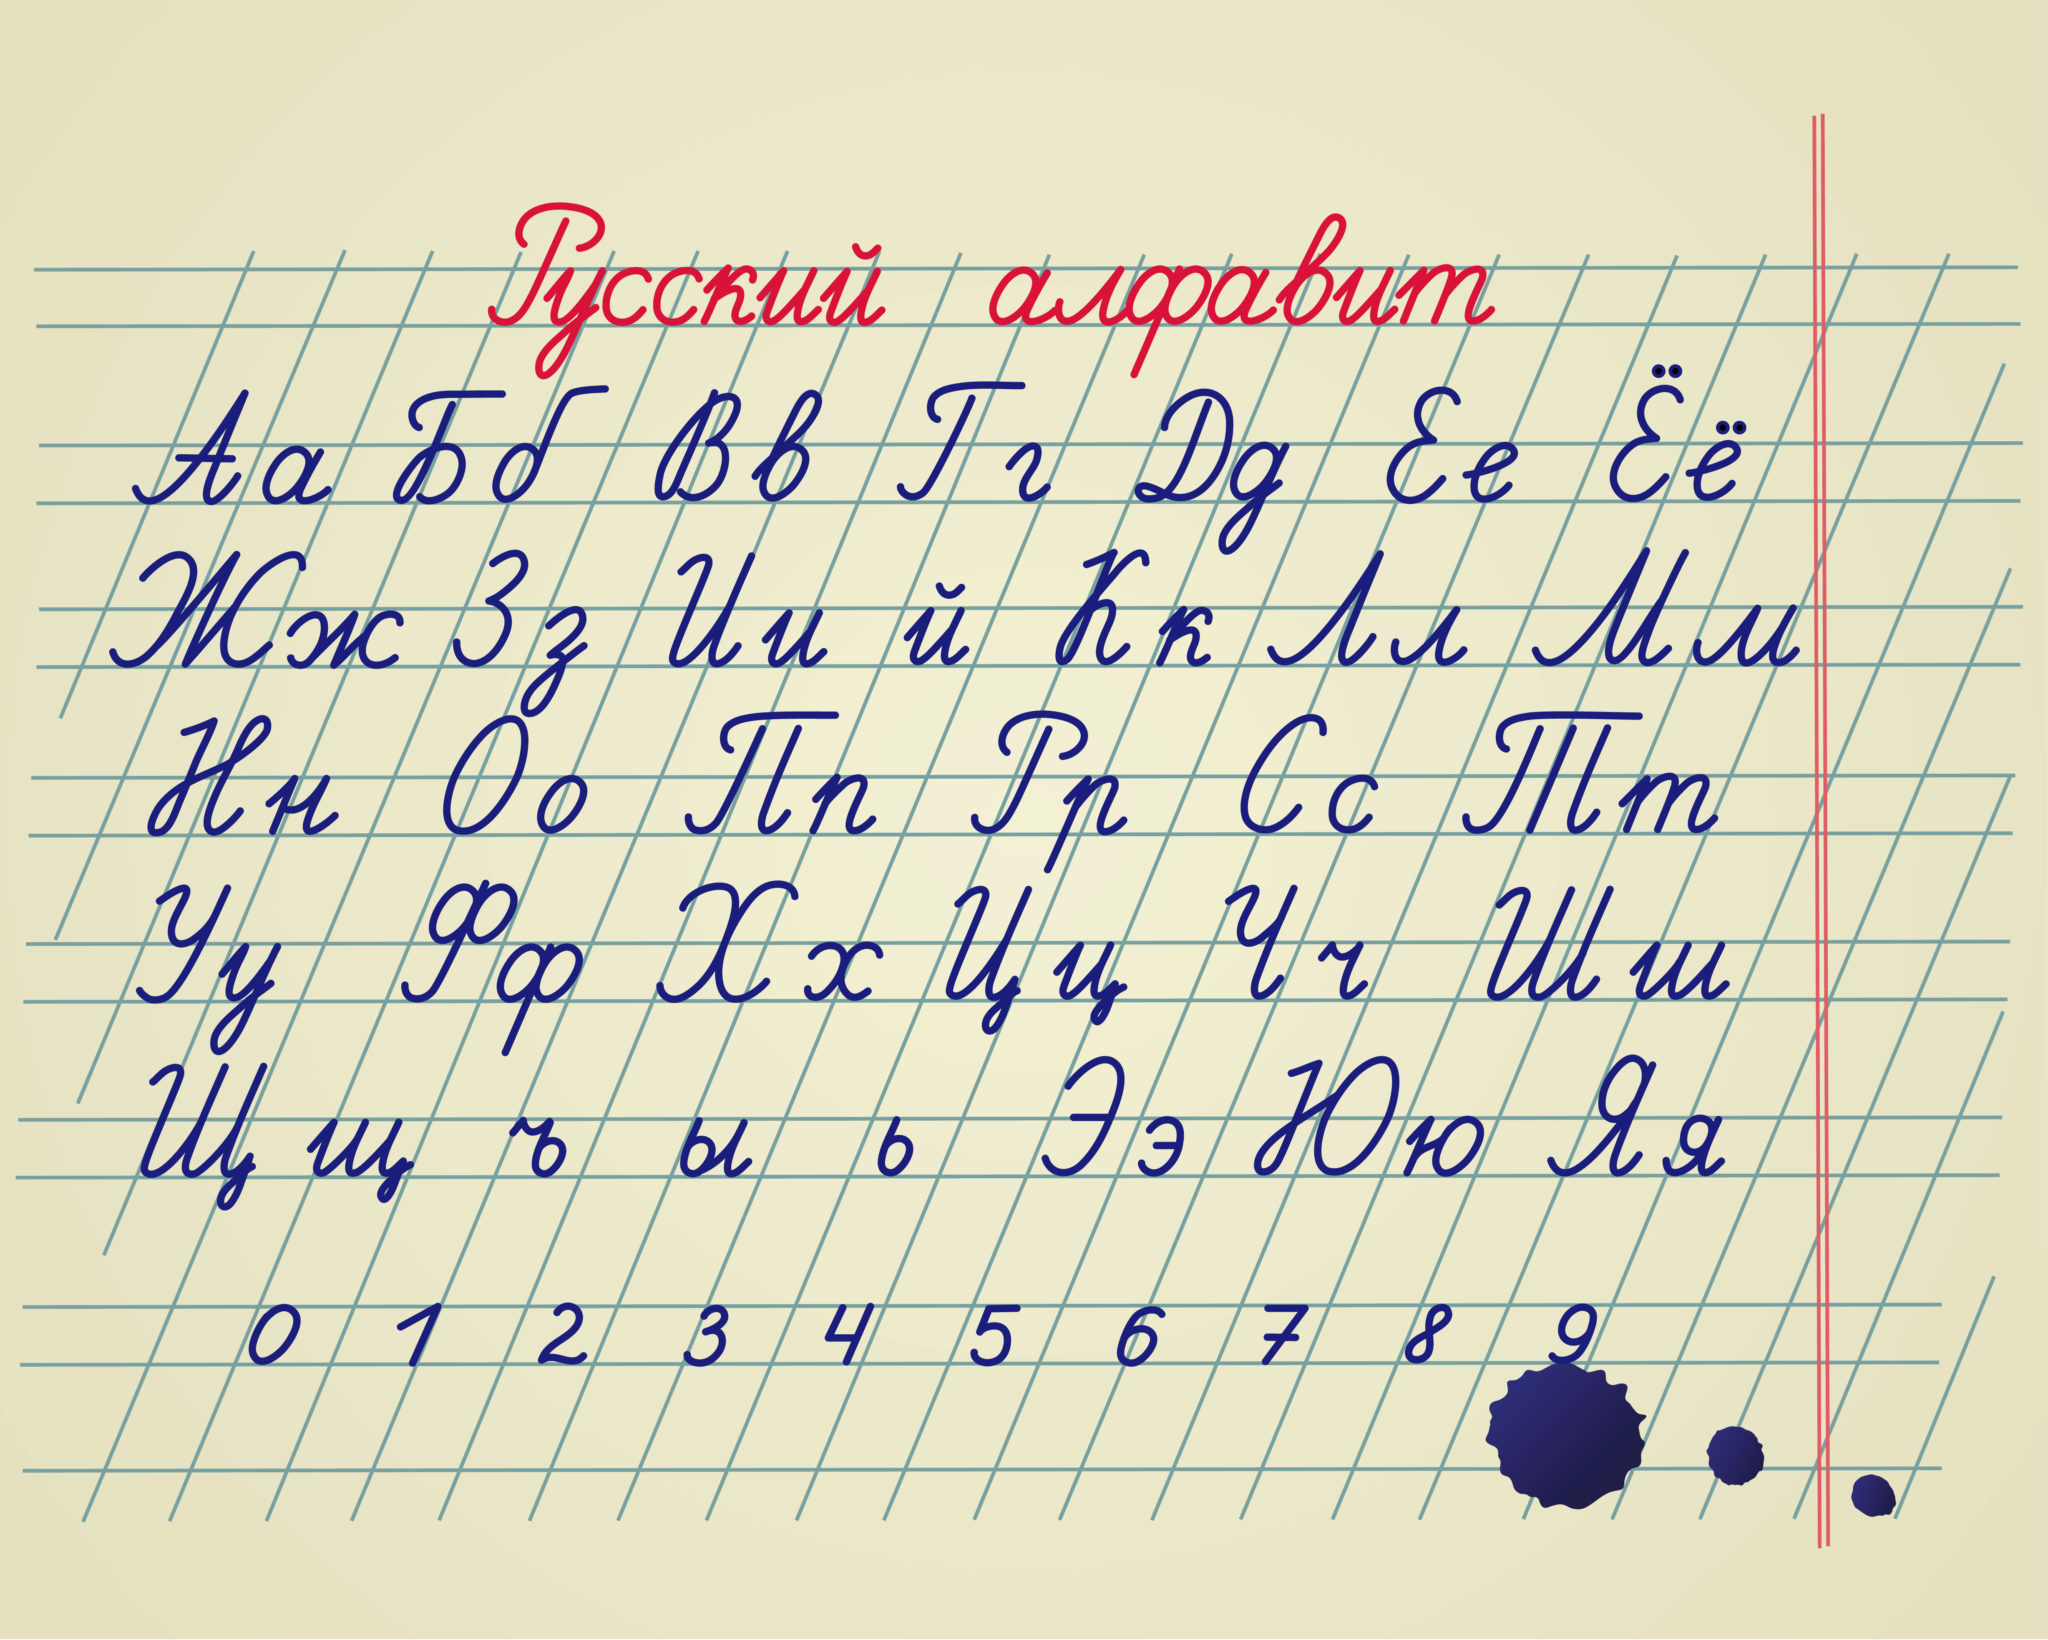 Русский алфавит
Аа Бб Вв Гг Дд Ее Ёё
Жж Зз Ии й Кк Лл Мм
Нн Оо Пп Рр Сс Тт
Уу Фф Хх Цц Чч Шш
Щщ ъ ы ь Ээ Юю Яя
0 1 2 3 4 5 6 7 8 9